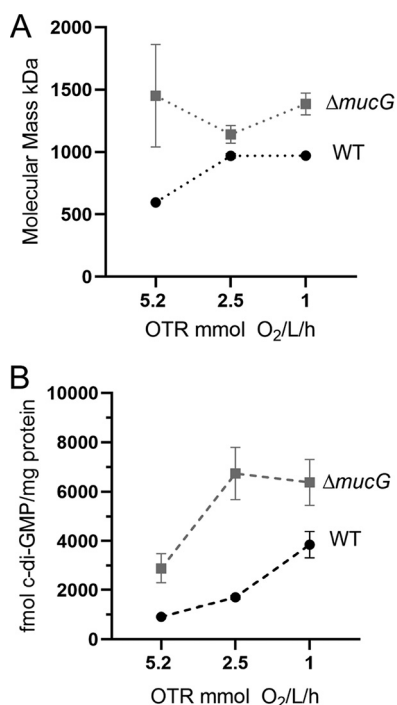 A
2000
1500
1000
500
0
Molecular Mass kDa
ΔmucG
WT
5.2 2.5 1
OTR mmol O₂/L/h
B
10000
8000
6000
4000
2000
0
fmol c-di-GMP/mg protein
ΔmucG
WT
5.2 2.5 1
OTR mmol O₂/L/h